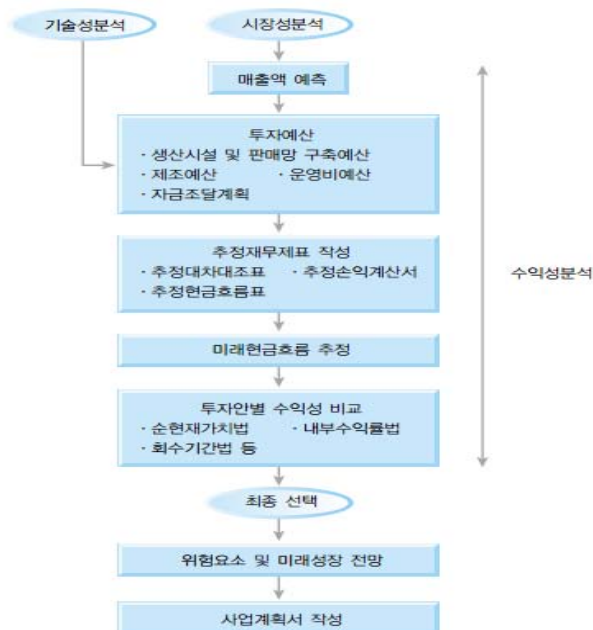 기술성분석
시장성분석
매출액 예측
투자예산
· 생산시설 및 판매망 구축예산
· 제조예산 · 운영비예산
· 자금조달계획
추정재무제표 작성
· 추정대차대조표 · 추정손익계산서
· 추정현금흐름표
수익성분석
미래현금흐름 추정
투자안별 수익성 비교
· 순현재가치법 · 내부수익률법
· 회수기간법 등
최종 선택
위험요소 및 미래성장 전망
사업계획서 작성